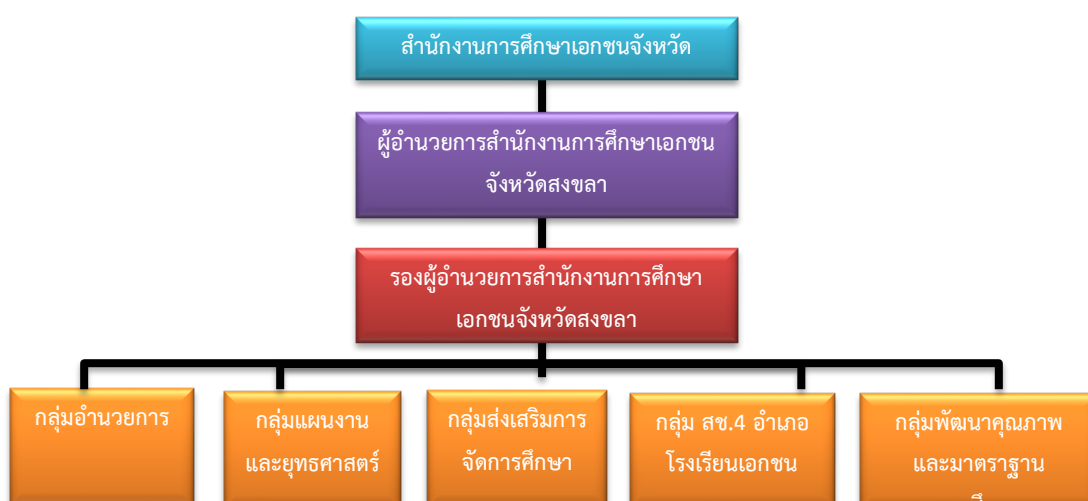 สำนักงานการศึกษาเอกชนจังหวัด
ผู้อำนวยการสำนักงานการศึกษาเอกชน
จังหวัดสงขลา
รองผู้อำนวยการสำนักงานการศึกษา
เอกชนจังหวัดสงขลา
กลุ่มอำนวยการ
กลุ่มแผนงาน
และยุทธศาสตร์
กลุ่มส่งเสริมการ
จัดการศึกษา
กลุ่ม สช.4 อำเภอ
โรงเรียนเอกชน
กลุ่มพัฒนาคุณภาพ
และมาตราฐาน